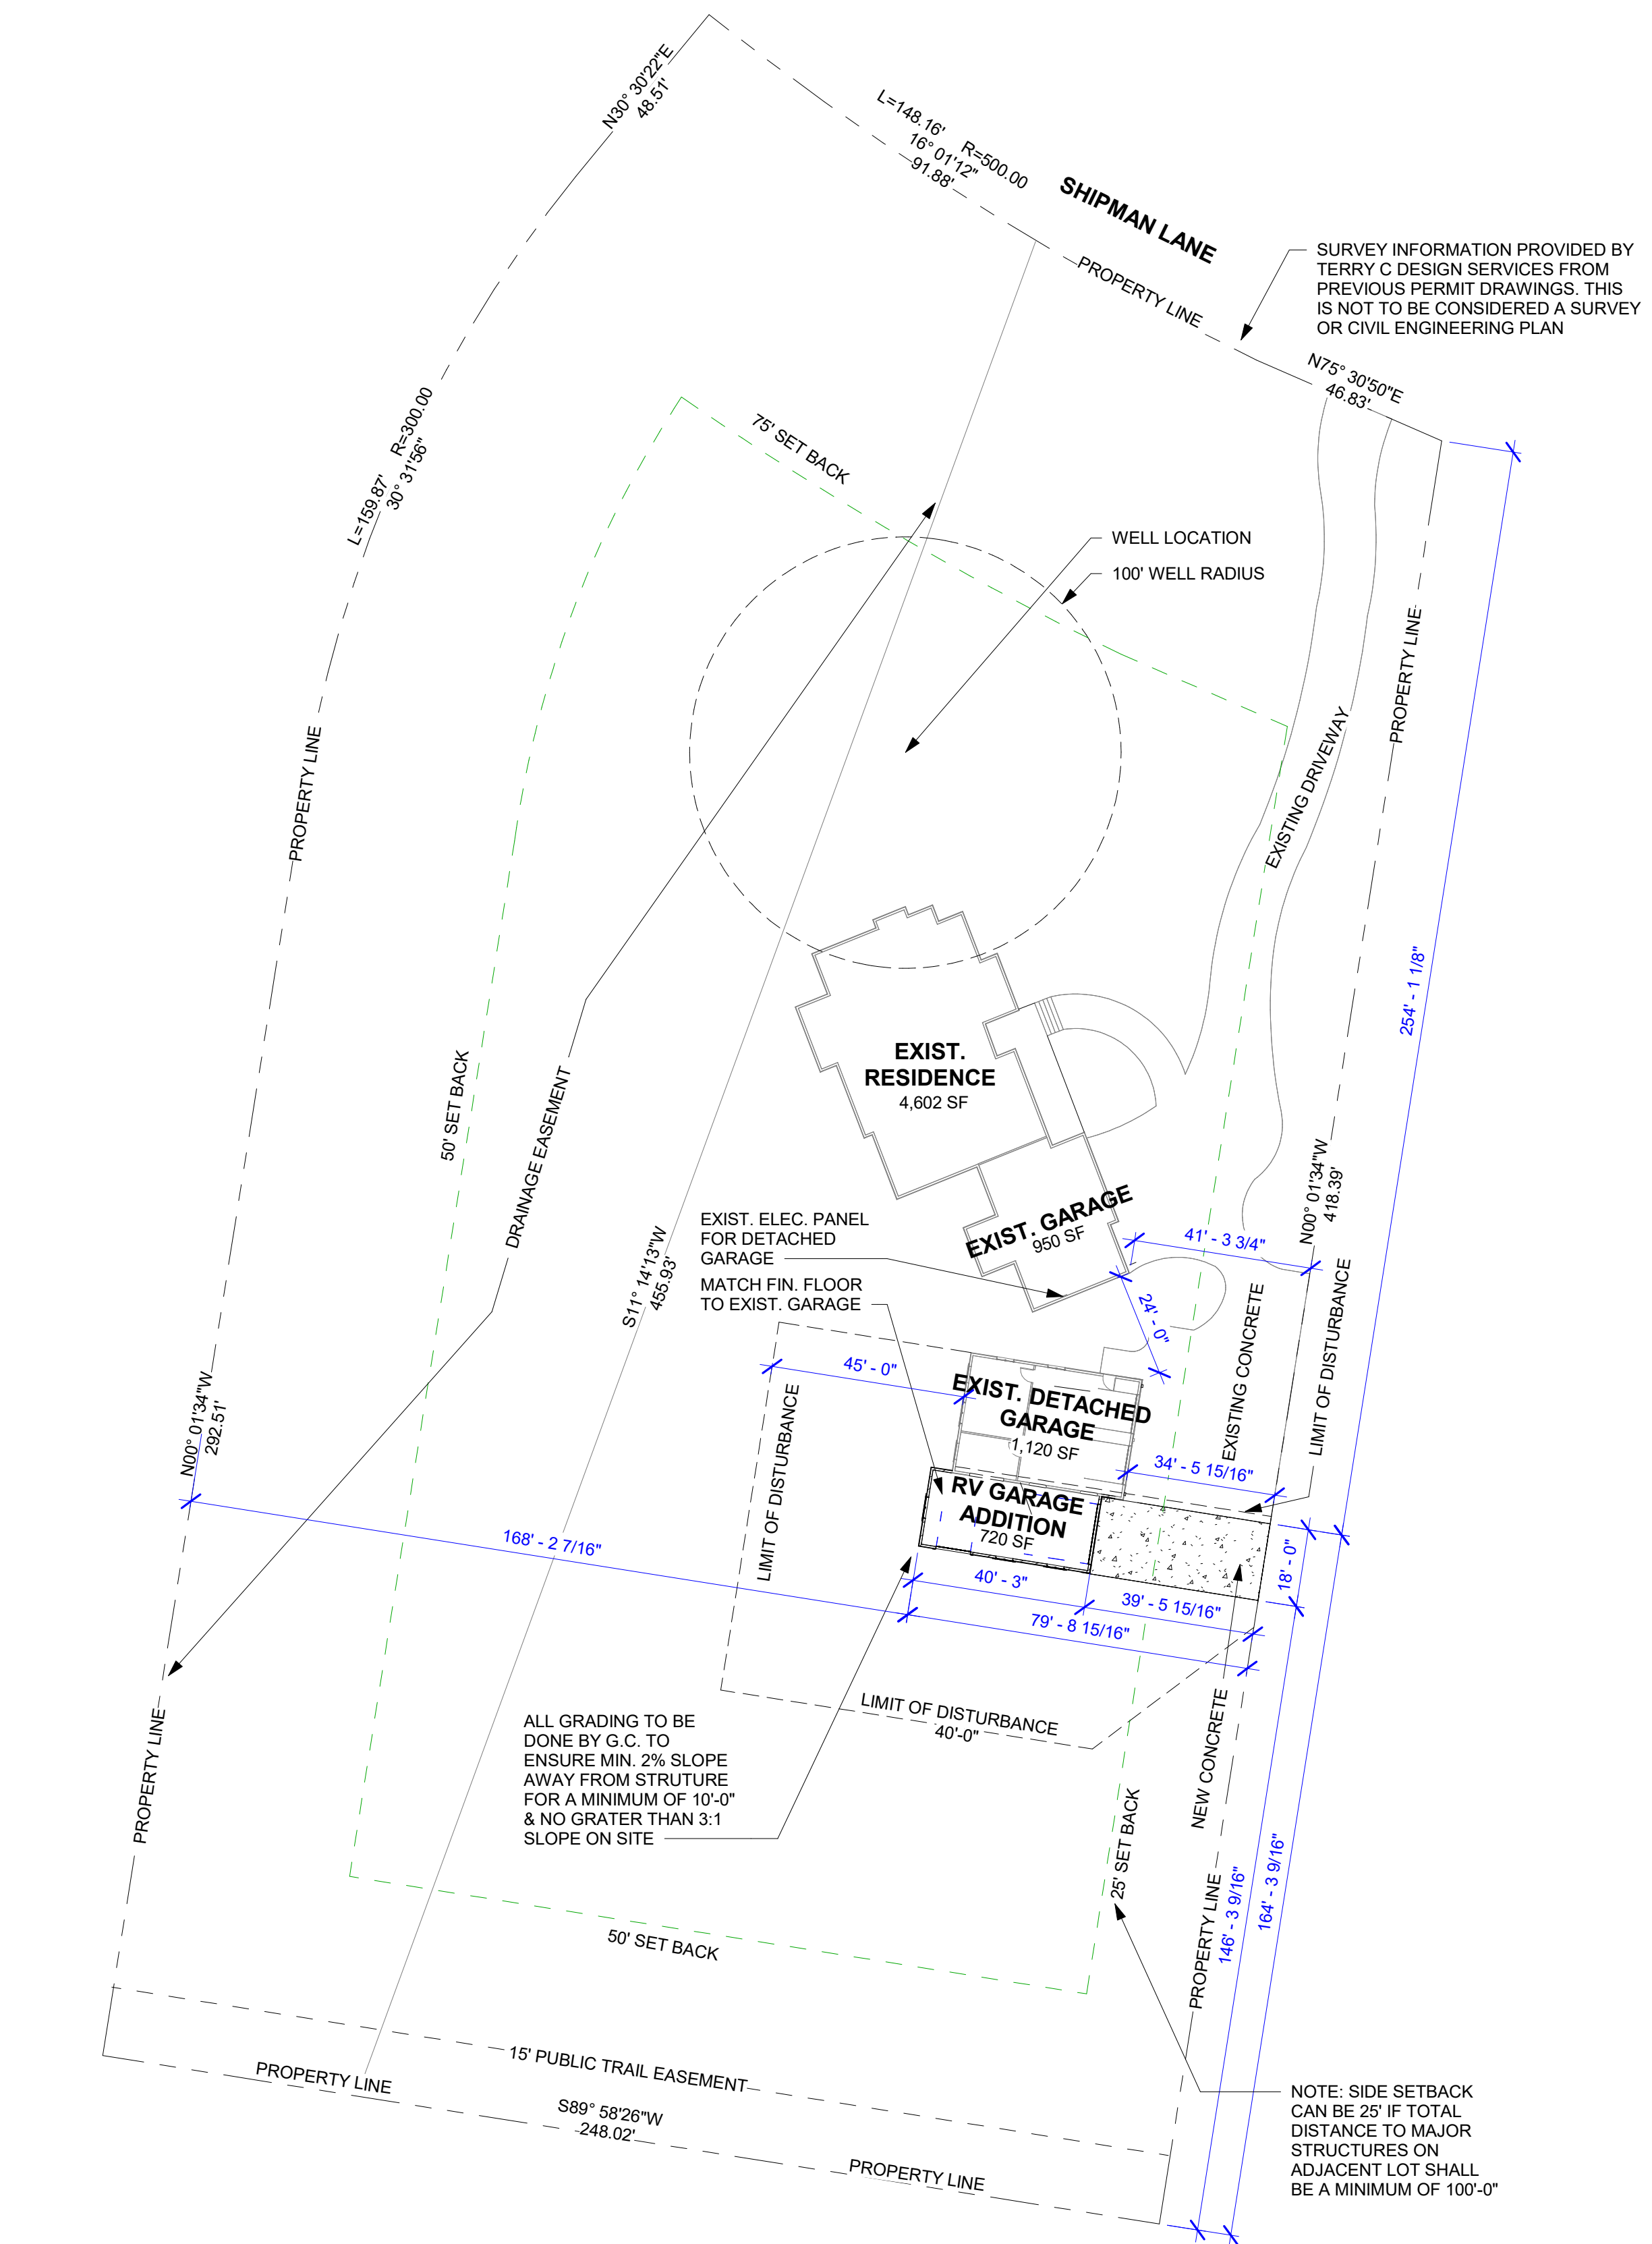 N30° 30'22"E
48.51'
L=148.16' R=500.00
16° 01'12"
91.88'
SHIPMAN LANE
PROPERTY LINE
SURVEY INFORMATION PROVIDED BY
TERRY C DESIGN SERVICES FROM
PREVIOUS PERMIT DRAWINGS. THIS
IS NOT TO BE CONSIDERED A SURVEY
OR CIVIL ENGINEERING PLAN
N75° 30'50"E
46.83'
L=159.87' R=300.00
30° 31'56"
75' SET BACK
WELL LOCATION
100' WELL RADIUS
PROPERTY LINE
PROPERTY LINE
EXISTING DRIVEWAY
254' - 1 1/8"
EXIST.
RESIDENCE
4,602 SF
50' SET BACK
DRAINAGE EASEMENT
N00° 01'34"W
418.39'
EXIST. GARAGE
950 SF
EXIST. ELEC. PANEL
FOR DETACHED
GARAGE
MATCH FIN. FLOOR
TO EXIST. GARAGE
S11° 14'13"W
455.93'
41' - 3 3/4"
24' - 0"
EXISTING CONCRETE
LIMIT OF DISTURBANCE
45' - 0"
LIMIT OF DISTURBANCE
EXIST. DETACHED
GARAGE
1,120 SF
34' - 5 15/16"
N00° 01'34"W
292.51'
RV GARAGE
ADDITION
720 SF
168' - 2 7/16"
40' - 3"
39' - 5 15/16"
79' - 8 15/16"
18' - 0"
LIMIT OF DISTURBANCE
40'-0"
ALL GRADING TO BE
DONE BY G.C. TO
ENSURE MIN. 2% SLOPE
AWAY FROM STRUTURE
FOR A MINIMUM OF 10'-0"
& NO GRATER THAN 3:1
SLOPE ON SITE
PROPERTY LINE
NEW CONCRETE
25' SET BACK
PROPERTY LINE
146' - 3 9/16"
164' - 3 9/16"
50' SET BACK
15' PUBLIC TRAIL EASEMENT
PROPERTY LINE
S89° 58'26"W
248.02'
PROPERTY LINE
NOTE: SIDE SETBACK
CAN BE 25' IF TOTAL
DISTANCE TO MAJOR
STRUCTURES ON
ADJACENT LOT SHALL
BE A MINIMUM OF 100'-0"